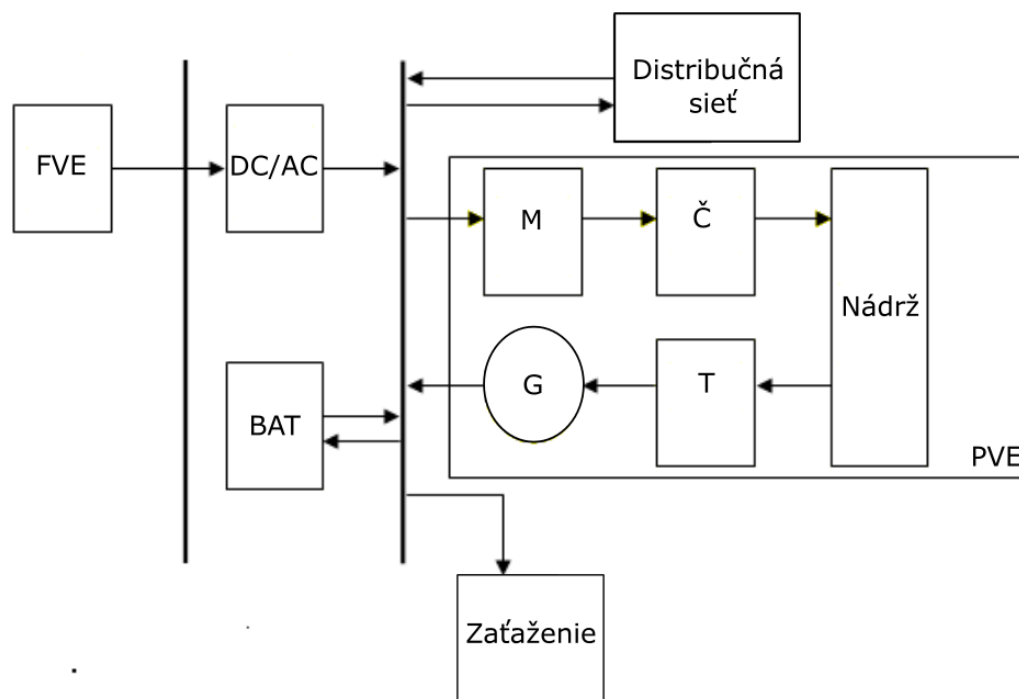 Distribučná
sieť
FVE
DC/AC
M
Č
Nádrž
G
T
BAT
PVE
Zaťaženie